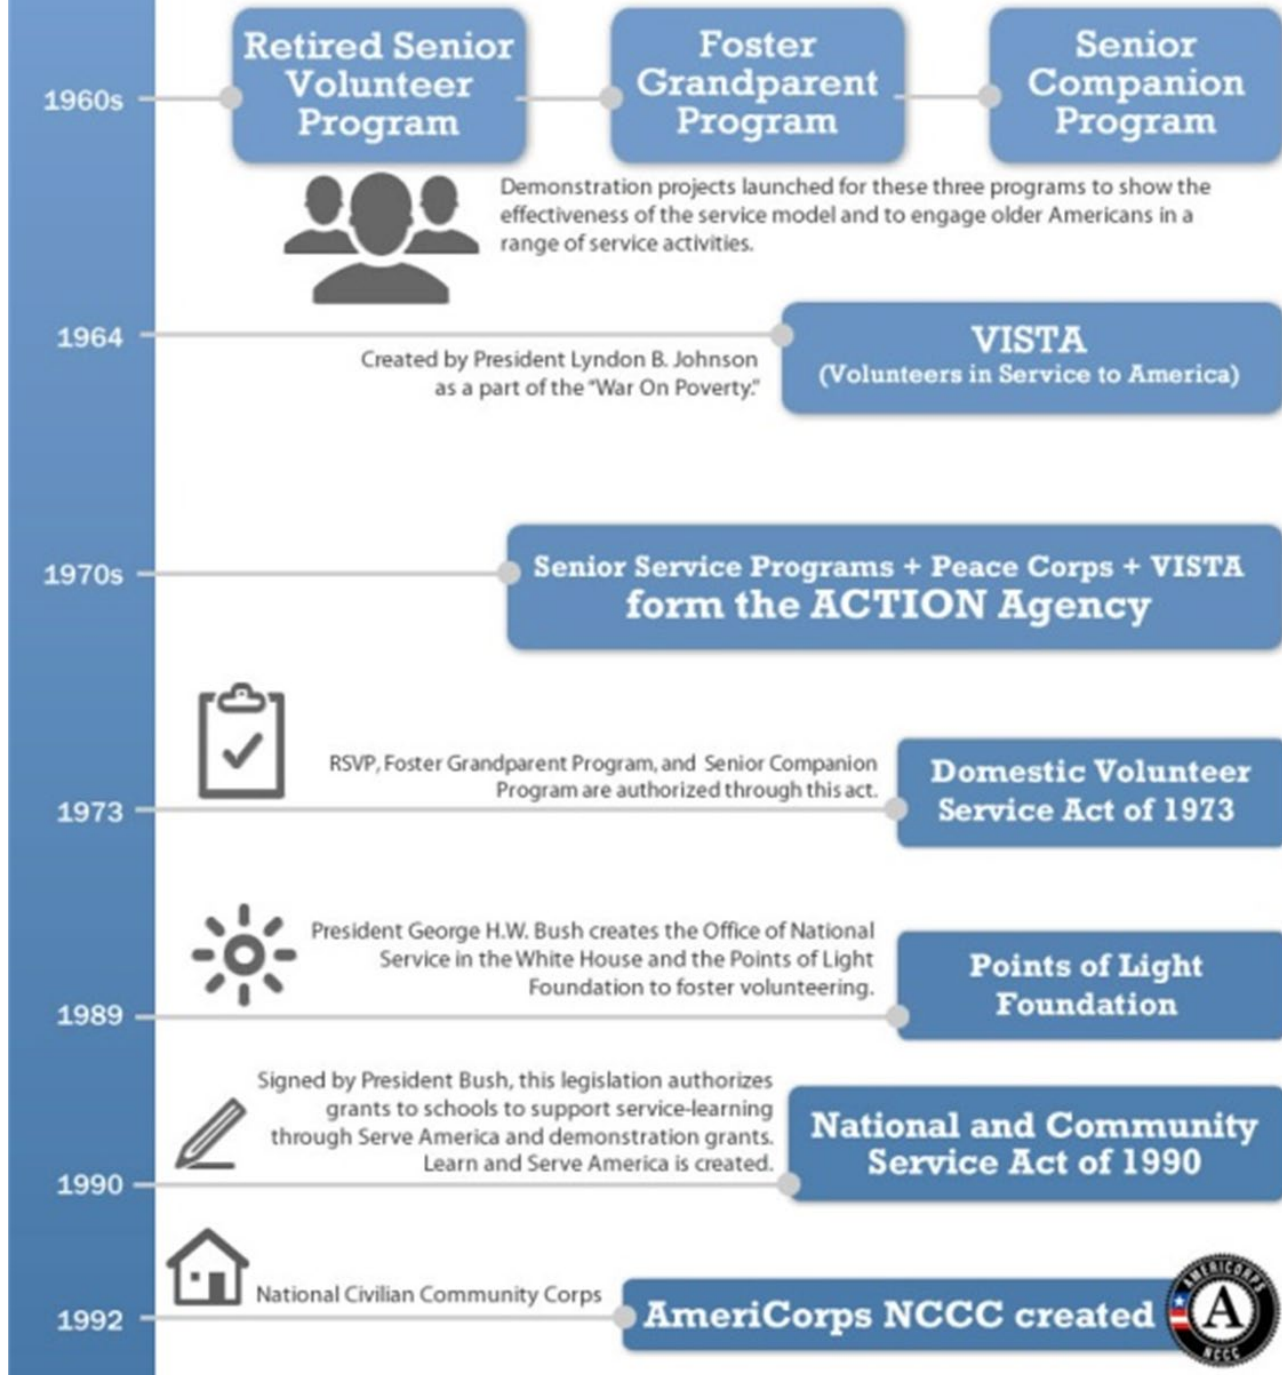 1960s
Retired Senior
Volunteer
Program
Foster
Grandparent
Program
Senior
Companion
Program
Demonstration projects launched for these three programs to show the
effectiveness of the service model and to engage older Americans in a
range of service activities.
1964
Created by President Lyndon B. Johnson
as a part of the “War On Poverty.”
VISTA
(Volunteers in Service to America)
1970s
Senior Service Programs + Peace Corps + VISTA
form the ACTION Agency
RSVP, Foster Grandparent Program, and Senior Companion
Program are authorized through this act.
1973
Domestic Volunteer
Service Act of 1973
President George H.W. Bush creates the Office of National
Service in the White House and the Points of Light
Foundation to foster volunteering.
1989
Points of Light
Foundation
Signed by President Bush, this legislation authorizes
grants to schools to support service-learning
through Serve America and demonstration grants.
Learn and Serve America is created.
1990
National and Community
Service Act of 1990
National Civilian Community Corps
1992
AmeriCorps NCCC created
AMERICORPS
A
NCCC